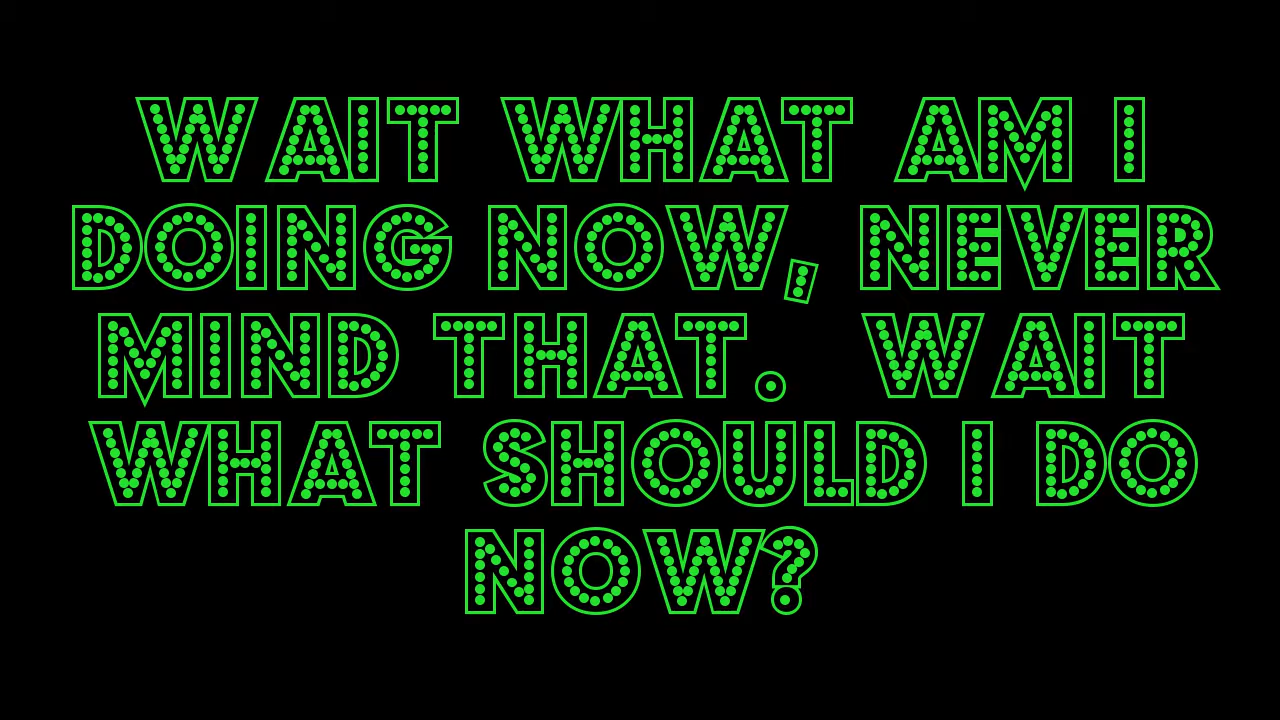 WAIT WHAT AM I
DOING NOW, NEVER
MIND THAT. WAIT
WHAT SHOULD I DO
NOW?